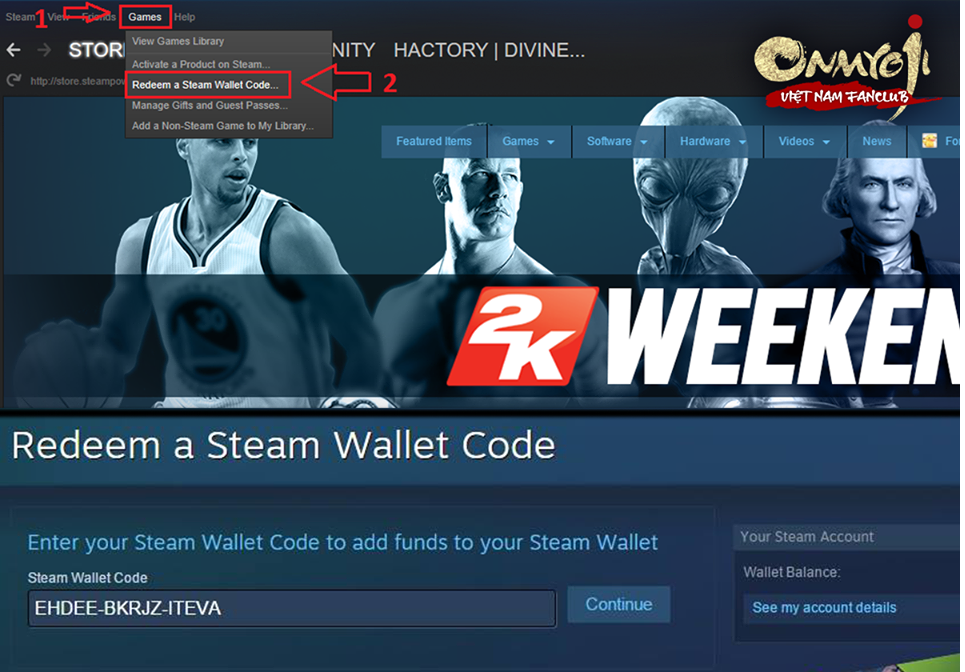 1
Steam View Friends Games Help
View Games Library
STORE NITY HACTORY | DIVINE...
Activate a Product on Steam...
http://store.steampow
Redeem a Steam Wallet Code...
2
Manage Gifts and Guest Passes...
Add a Non-Steam Game to My Library...
ONMYOJI
VIỆT NAM FANCLUB
Featured Items Games Software Hardware Videos News Fo
30
2K WEEKEN
Redeem a Steam Wallet Code
Enter your Steam Wallet Code to add funds to your Steam Wallet
Steam Wallet Code
EHDEE-BKRJZ-ITEVA
Continue
Your Steam Account
Wallet Balance:
See my account details